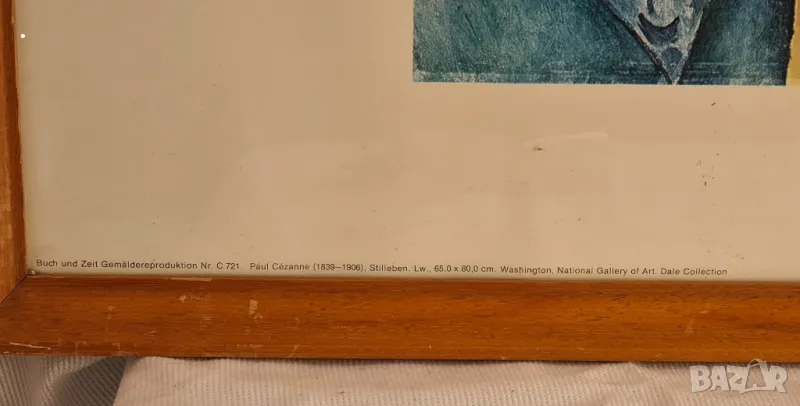 Buch und Zeit Gemäldereproduktion Nr. C 721 Paul Cézanne (1839—1906), Stilleben. Lw., 65,0 x 80,0 cm. Washington, National Gallery of Art. Dale Collection
BAZAR